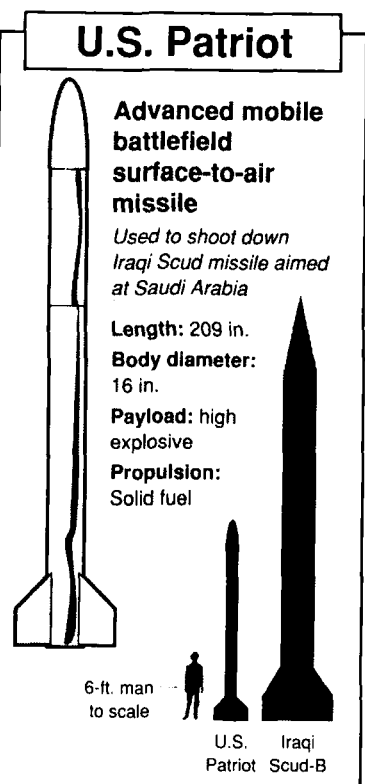 U.S. Patriot
Advanced mobile
battlefield
surface-to-air
missile
Used to shoot down
Iraqi Scud missile aimed
at Saudi Arabia
Length: 209 in.
Body diameter:
16 in.
Payload: high
explosive
Propulsion:
Solid fuel
6-ft. man
to scale
U.S.
Patriot
Iraqi
Scud-B